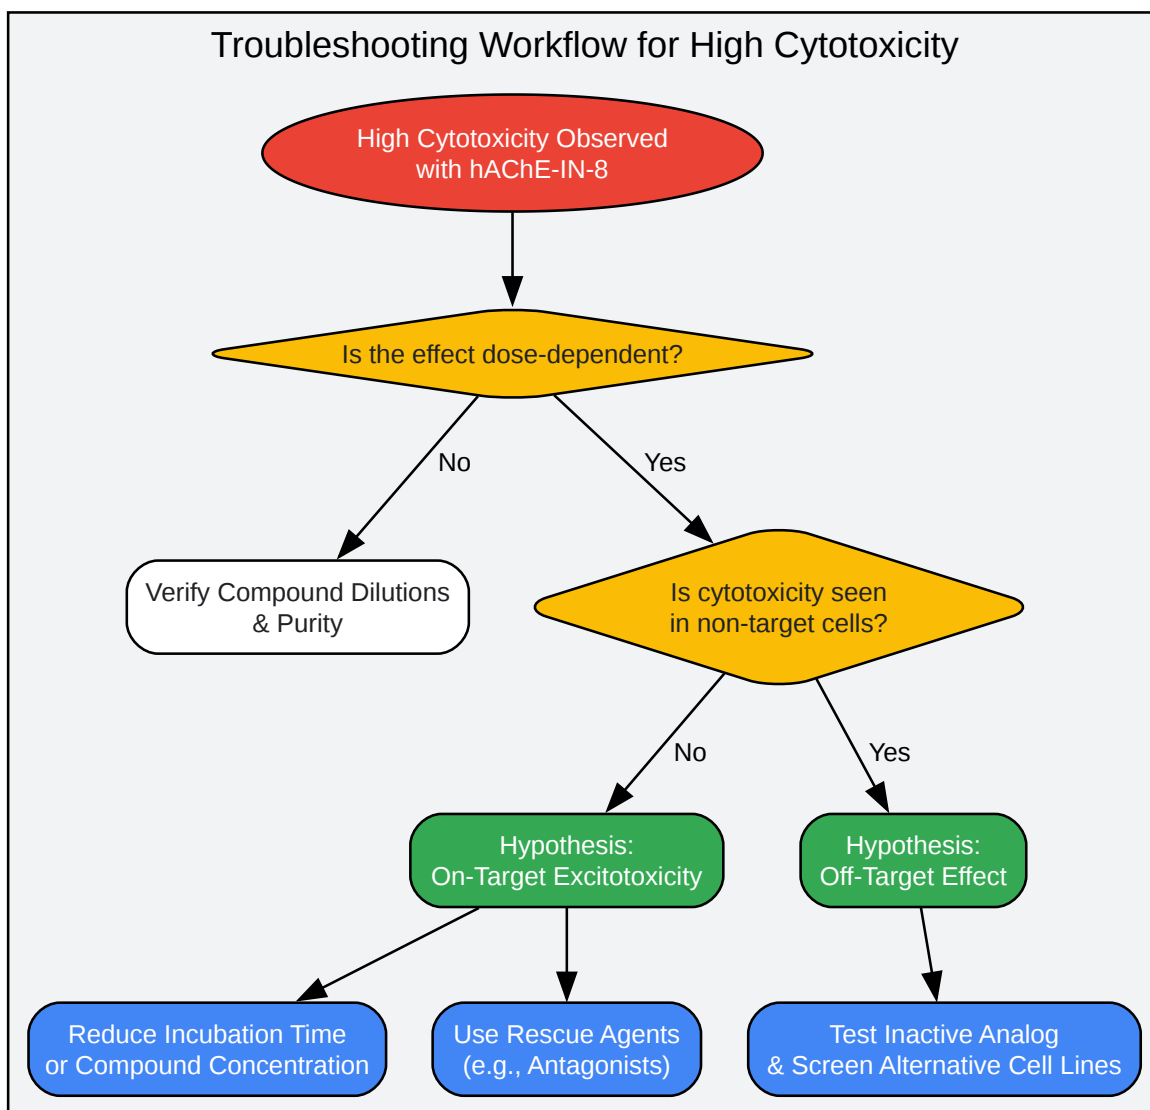 Troubleshooting Workflow for High Cytotoxicity
High Cytotoxicity Observed
with hAChE-IN-8
Is the effect dose-dependent?
No
Yes
Verify Compound Dilutions
& Purity
Is cytotoxicity seen
in non-target cells?
No
Yes
Hypothesis:
On-Target Excitotoxicity
Hypothesis:
Off-Target Effect
Reduce Incubation Time
or Compound Concentration
Use Rescue Agents
(e.g., Antagonists)
Test Inactive Analog
& Screen Alternative Cell Lines